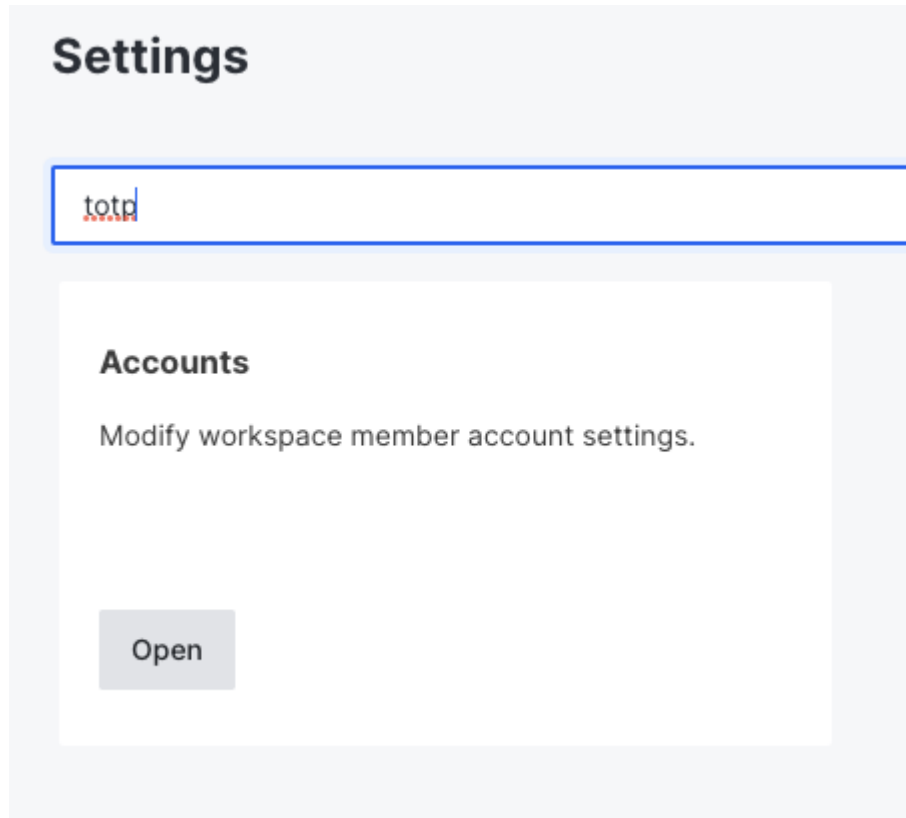 Settings
totp
Accounts
Modify workspace member account settings.
Open